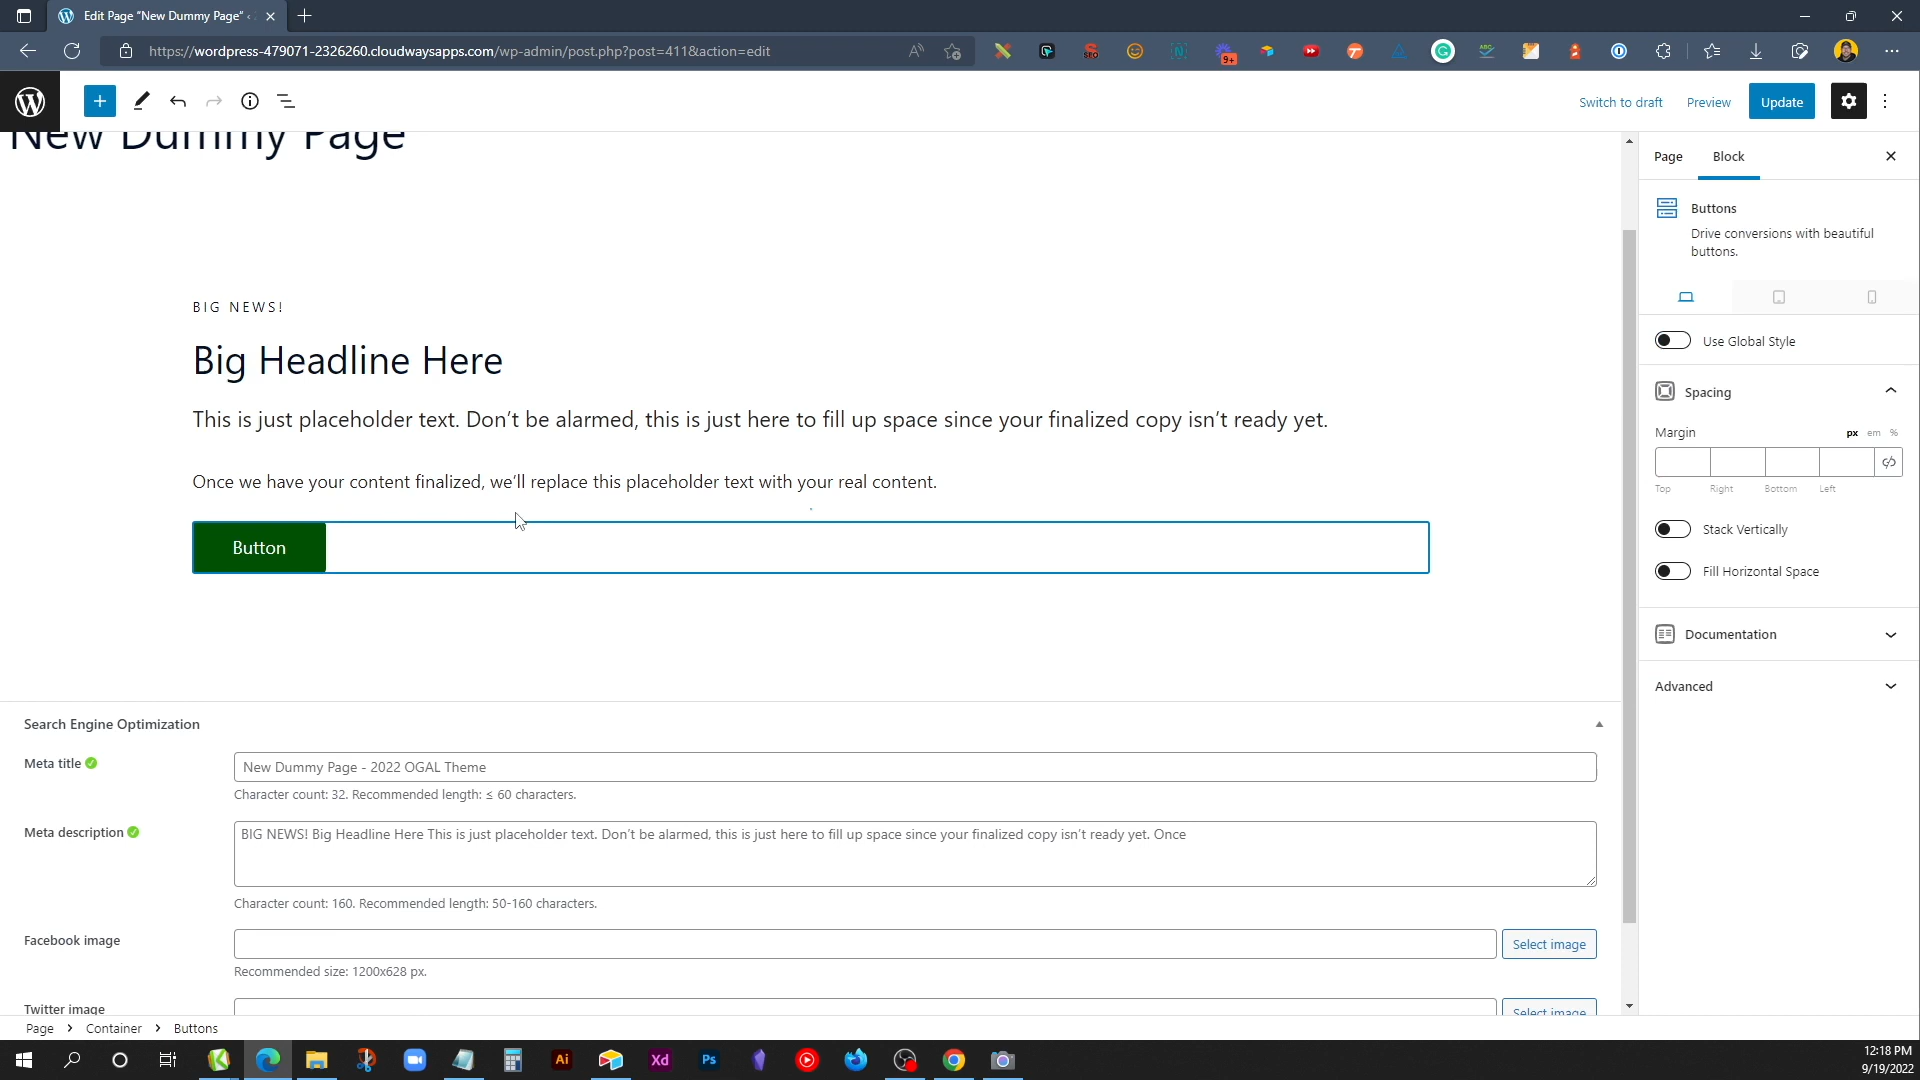 Edit Page "New Dummy Page" ‹
https://wordpress-479071-2326260.cloudwaysapps.com/wp-admin/post.php?post=411&action=edit
SEO
9+
ABC
Switch to draft
Preview
Update
New Dummy Page
Page
Block
Buttons
Drive conversions with beautiful
buttons.
Use Global Style
Spacing
Margin
px em %
Top Right Bottom Left
Stack Vertically
Fill Horizontal Space
Documentation
Advanced
BIG NEWS!
Big Headline Here
This is just placeholder text. Don't be alarmed, this is just here to fill up space since your finalized copy isn't ready yet.
Once we have your content finalized, we'll replace this placeholder text with your real content.
Button
Search Engine Optimization
Meta title
New Dummy Page - 2022 OGAL Theme
Character count: 32. Recommended length: ≤ 60 characters.
Meta description
BIG NEWS! Big Headline Here This is just placeholder text. Don't be alarmed, this is just here to fill up space since your finalized copy isn't ready yet. Once
Character count: 160. Recommended length: 50-160 characters.
Facebook image
Select image
Recommended size: 1200x628 px.
Twitter image
Select image
Page > Container > Buttons
Ai
Xd
Ps
12:18 PM
9/19/2022